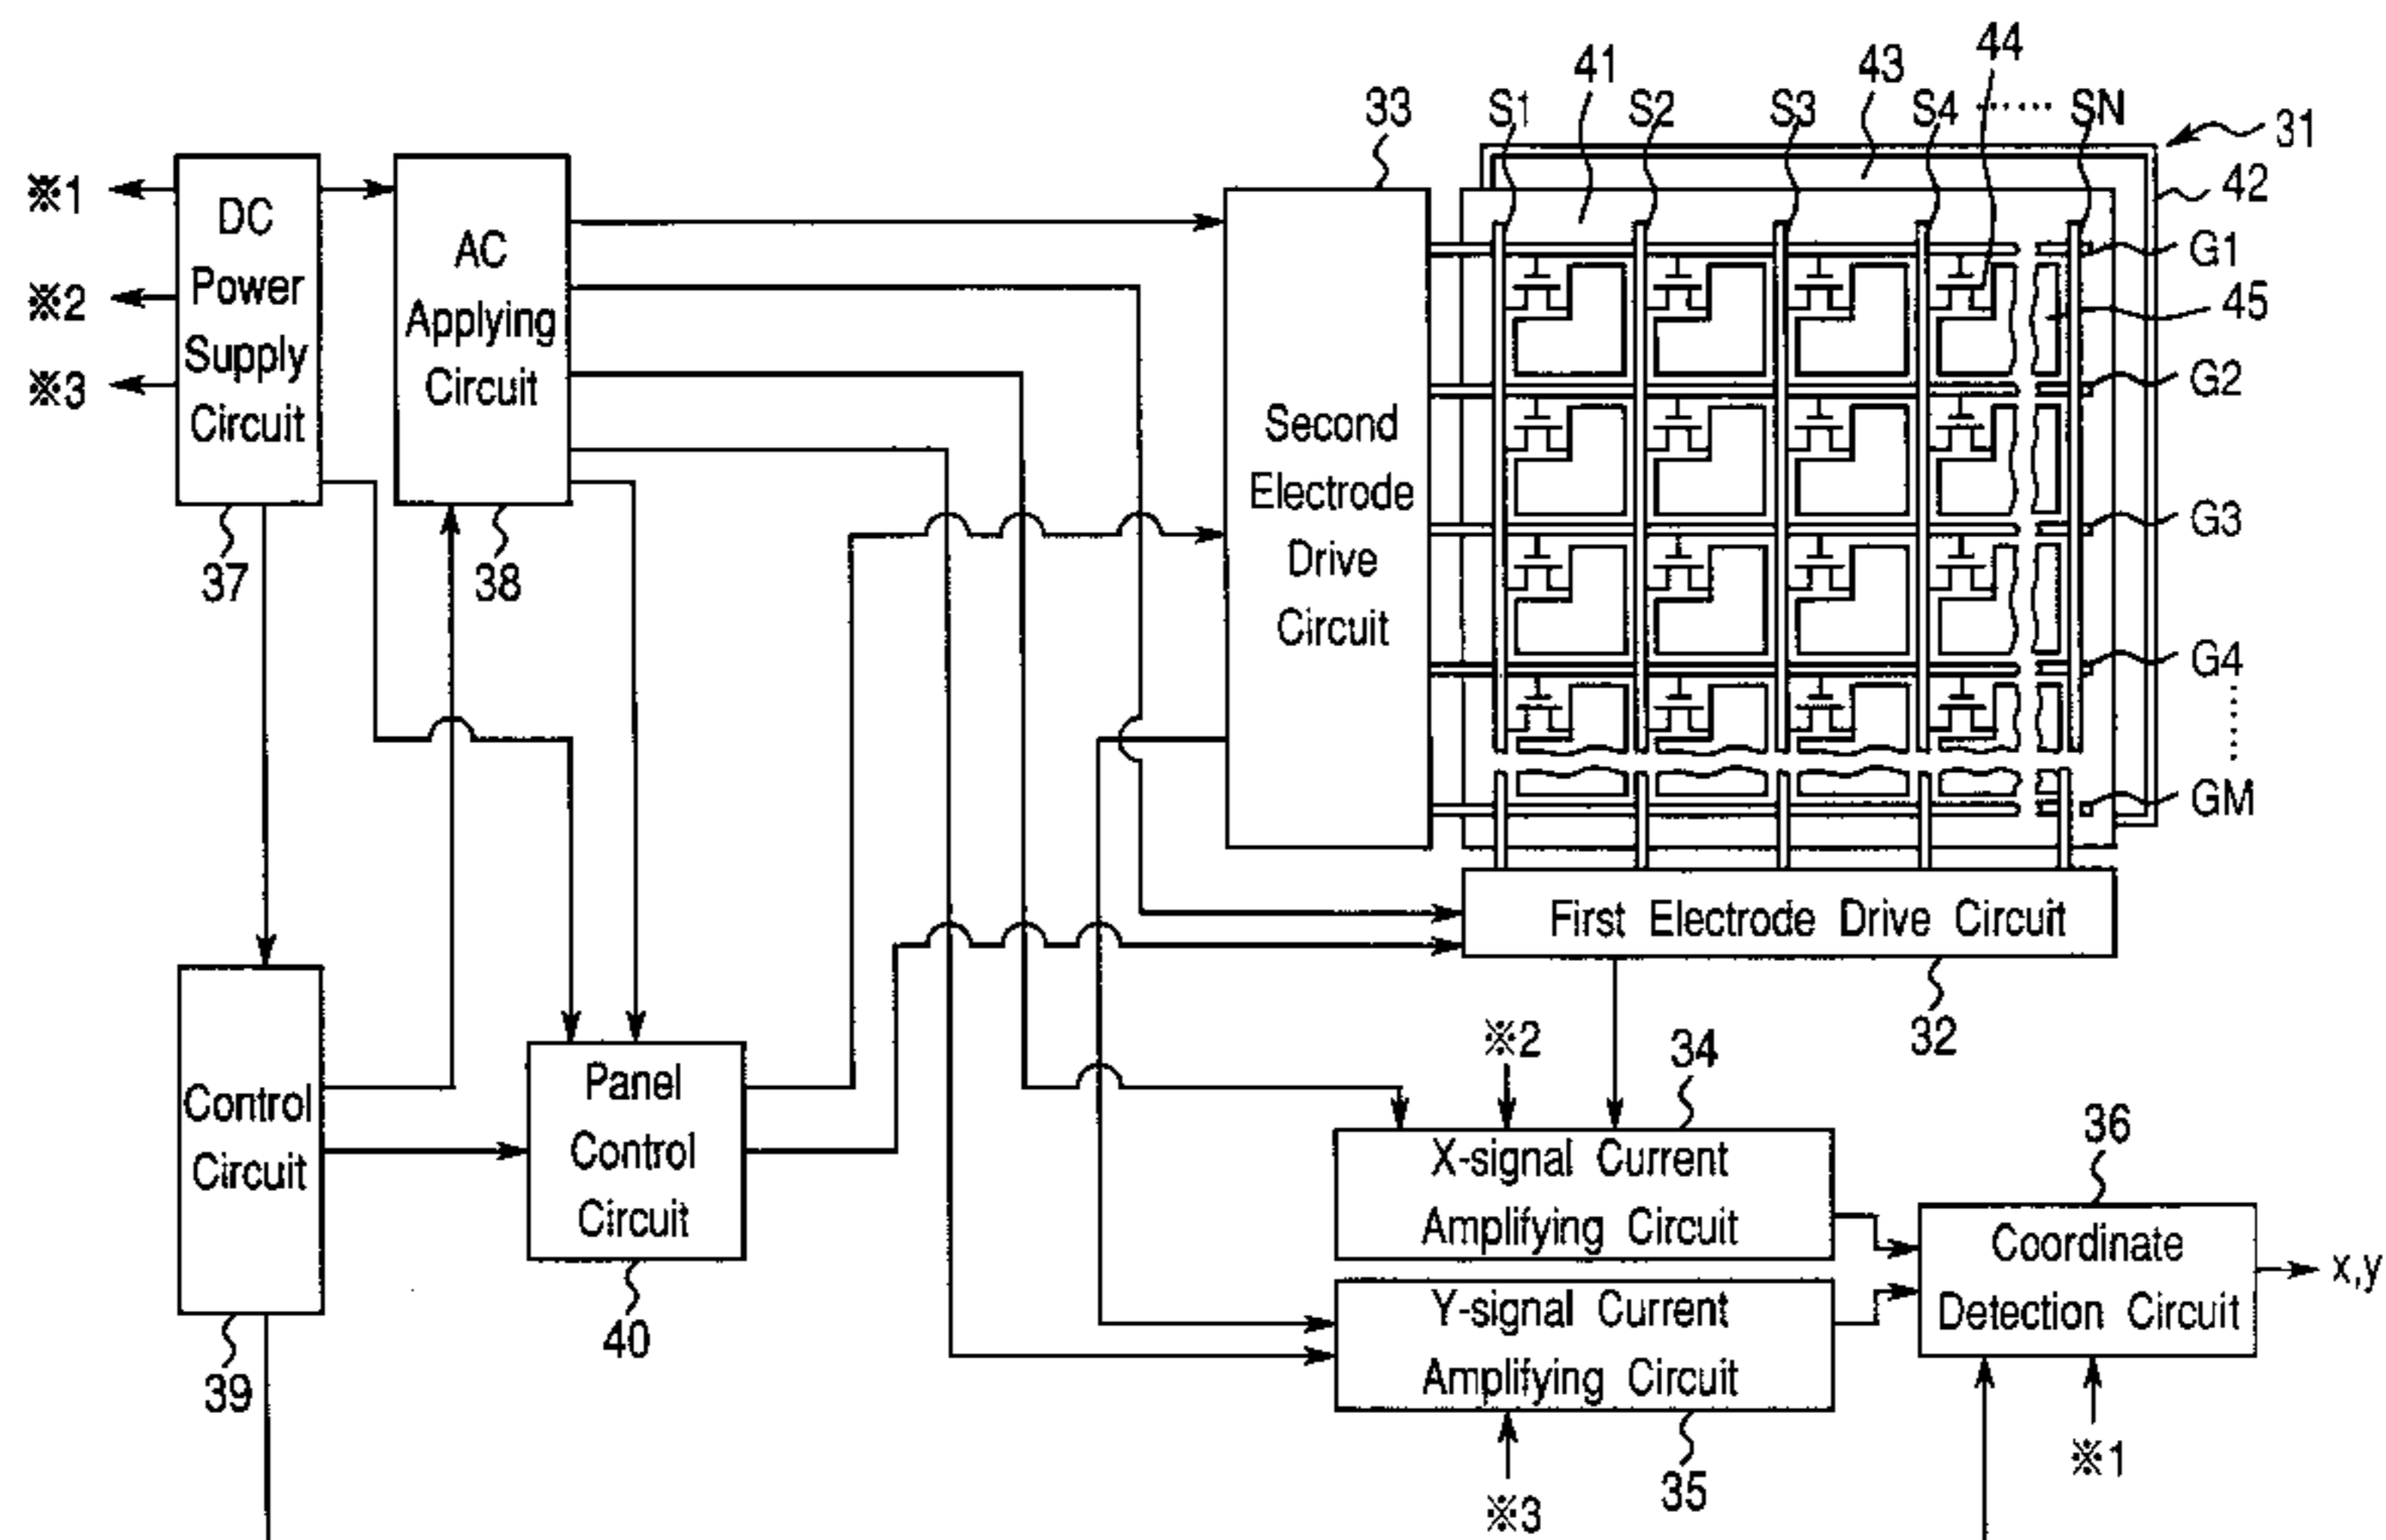 44
41
43
33
S1
S2
S3
S4
......
SN
31
42
※1
※2
※3
DC
Power
Supply
Circuit
AC
Applying
Circuit
G1
45
G2
Second
Electrode
Drive
Circuit
G3
37
38
G4
......
GM
First Electrode Drive Circuit
32
※2
34
Control
Circuit
Panel
Control
Circuit
X-signal Current
Amplifying Circuit
36
Coordinate
Detection Circuit
x,y
Y-signal Current
Amplifying Circuit
39
40
35
※3
※1